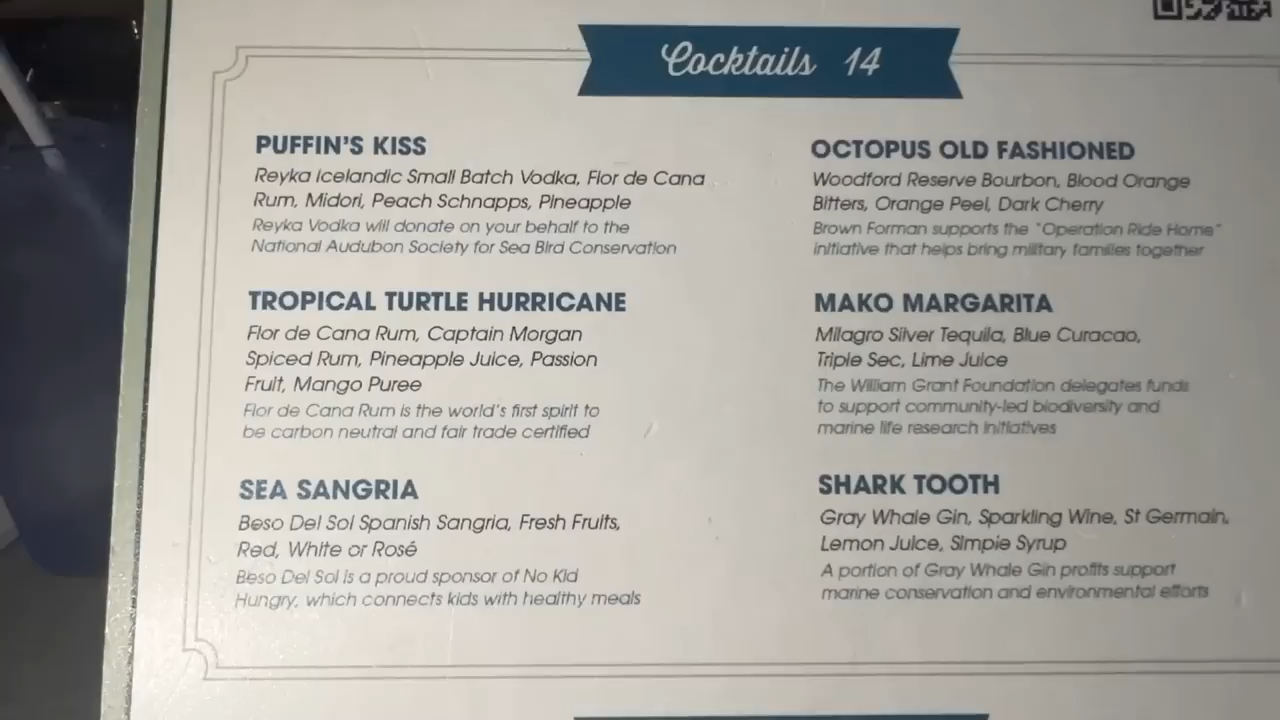 Cocktails 14
PUFFIN'S KISS
Reyka Icelandic Small Batch Vodka, Flor de Cana
Rum, Midori, Peach Schnapps, Pineapple
Reyka Vodka will donate on your behalf to the
National Audubon Society for Sea Bird Conservation
TROPICAL TURTLE HURRICANE
Flor de Cana Rum, Captain Morgan
Spiced Rum, Pineapple Juice, Passion
Fruit, Mango Puree
Flor de Cana Rum is the world's first spirit to
be carbon neutral and fair trade certified
SEA SANGRIA
Beso Del Sol Spanish Sangria, Fresh Fruits,
Red, White or Rosé
Beso Del Sol is a proud sponsor of No Kid
Hungry, which connects kids with healthy meals
OCTOPUS OLD FASHIONED
Woodford Reserve Bourbon, Blood Orange
Bitters, Orange Peel, Dark Cherry
Brown Forman supports the "Operation Ride Home"
initiative that helps bring military families together
MAKO MARGARITA
Milagro Silver Tequila, Blue Curacao,
Triple Sec, Lime Juice
The William Grant Foundation delegates funds
to support community-led biodiversity and
marine life research initiatives
SHARK TOOTH
Gray Whale Gin, Sparkling Wine, St Germain,
Lemon Juice, Simple Syrup
A portion of Gray Whale Gin profits support
marine conservation and environmental efforts